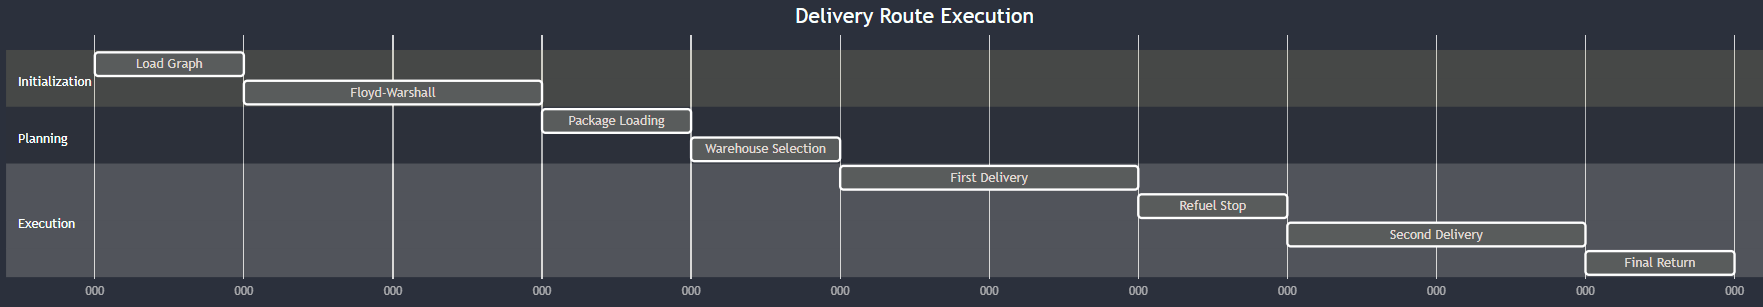 Delivery Route Execution
Initialization
Load Graph
Floyd-Warshall
Planning
Package Loading
Warehouse Selection
Execution
First Delivery
Refuel Stop
Second Delivery
Final Return
000 000 000 000 000 000 000 000 000 000 000 000